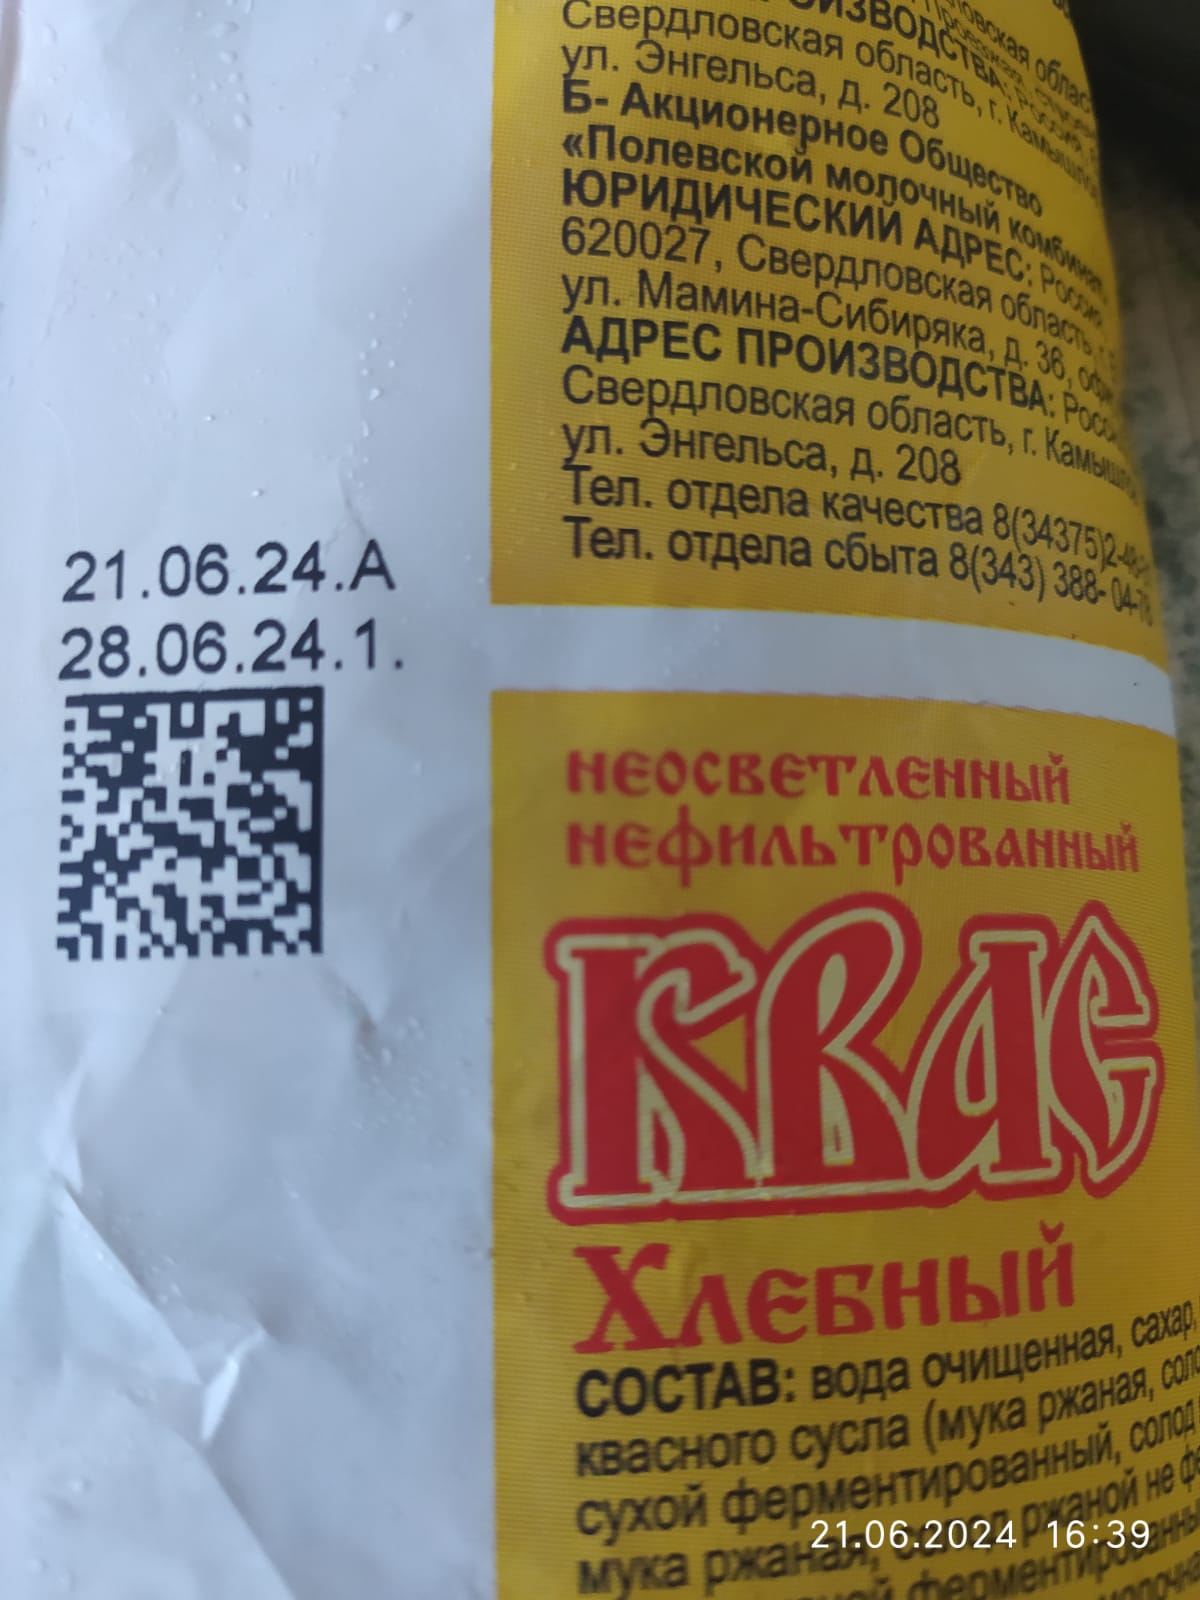 Свердловская область, г. Камышлов
ул. Энгельса, д. 208
Б- Акционерное Общество
«Полевской молочный комбинат»
ЮРИДИЧЕСКИЙ АДРЕС: Россия,
620027, Свердловская область, г.
ул. Мамина-Сибиряка, д. 36,
АДРЕС ПРОИЗВОДСТВА:
Свердловская область, г.
ул. Энгельса, д. 208
Тел. отдела качества 8(34375)2-48-
Тел. отдела сбыта 8(343) 388-04-78
21.06.24.А
28.06.24.1.
НЕОСВЕТЛЕННЫЙ
НЕФИЛЬТРОВАННЫЙ
КВАС
ХЛЕБНЫЙ
СОСТАВ: вода очищенная, сахар,
квасного сусла (мука ржаная,
сухой ферментированный, солод
мука ржаная, солод ржаной не
21.06.2024 16:39